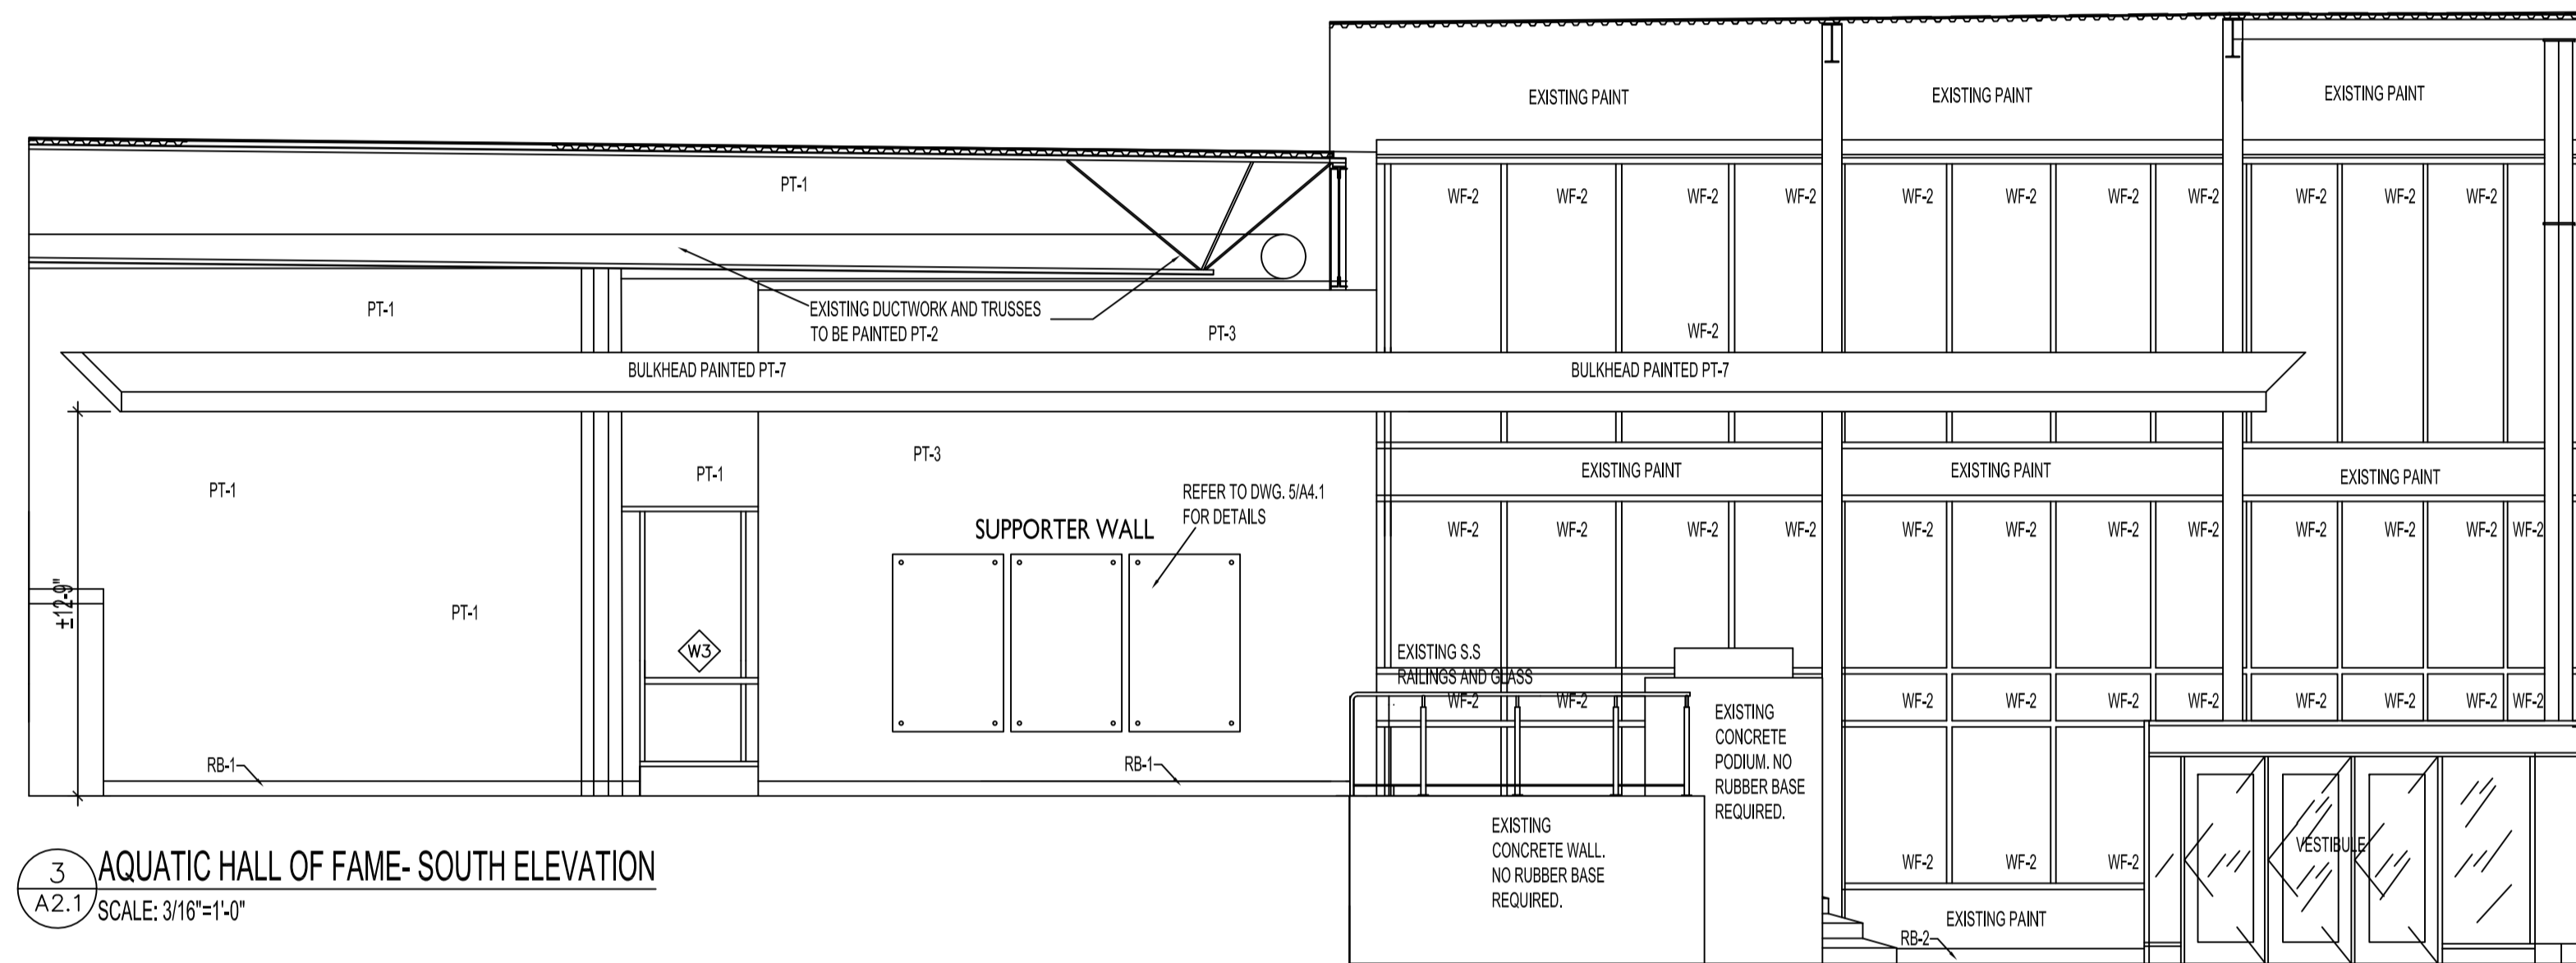 EXISTING PAINT EXISTING PAINT EXISTING PAINT
PT-1
WF-2 WF-2 WF-2 WF-2 WF-2 WF-2 WF-2 WF-2 WF-2 WF-2 WF-2
PT-1
EXISTING DUCTWORK AND TRUSSES
TO BE PAINTED PT-2
PT-3
WF-2
BULKHEAD PAINTED PT-7 BULKHEAD PAINTED PT-7
PT-3
PT-1
PT-1
EXISTING PAINT EXISTING PAINT EXISTING PAINT
REFER TO DWG. 5/A4.1
FOR DETAILS
SUPPORTER WALL
WF-2 WF-2 WF-2 WF-2 WF-2 WF-2 WF-2 WF-2 WF-2 WF-2 WF-2 WF-2
±12'-9"
PT-1
W3
EXISTING S.S
RAILINGS AND GLASS
WF-2 WF-2 WF-2 WF-2 WF-2 WF-2 WF-2 WF-2 WF-2 WF-2
EXISTING
CONCRETE
PODIUM. NO
RUBBER BASE
REQUIRED.
RB-1 RB-1
EXISTING
CONCRETE WALL.
NO RUBBER BASE
REQUIRED.
VESTIBULE
WF-2 WF-2 WF-2
EXISTING PAINT
RB-2
3
A2.1
AQUATIC HALL OF FAME- SOUTH ELEVATION
SCALE: 3/16"=1'-0"